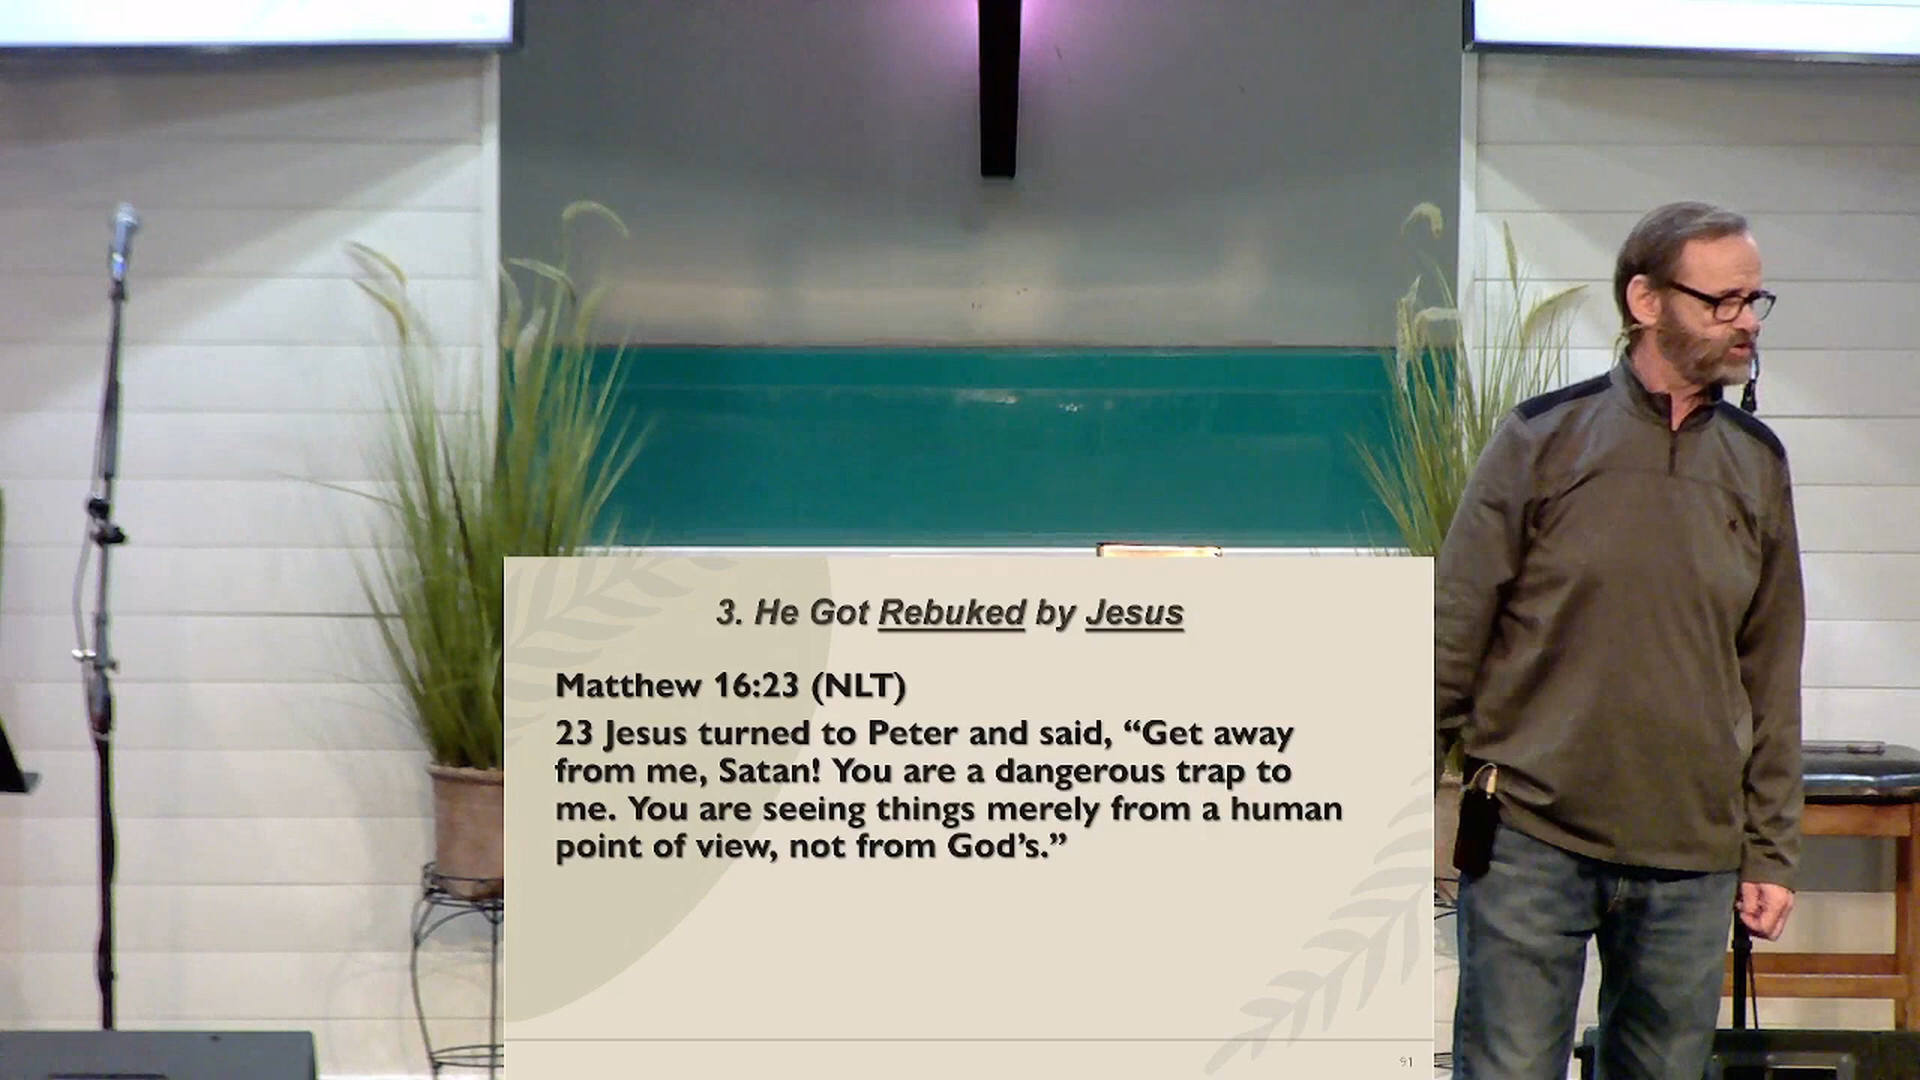 3. He Got Rebuked by Jesus
Matthew 16:23 (NLT)
23 Jesus turned to Peter and said, “Get away
from me, Satan! You are a dangerous trap to
me. You are seeing things merely from a human
point of view, not from God’s.”
91